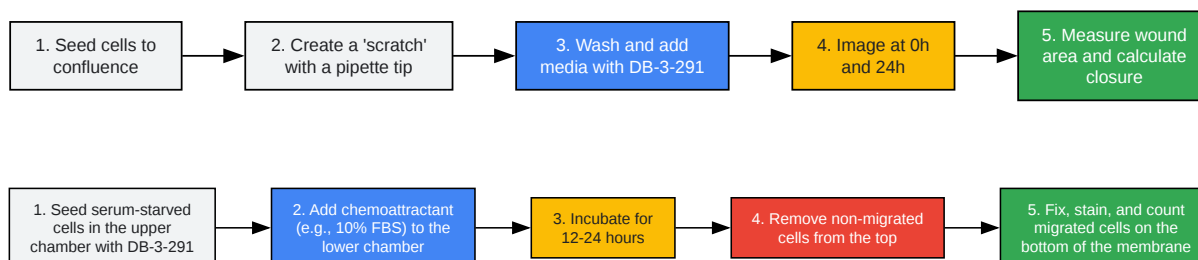 1. Seed cells to
confluence
2. Create a 'scratch'
with a pipette tip
3. Wash and add
media with DB-3-291
4. Image at 0h
and 24h
5. Measure wound
area and calculate
closure
1. Seed serum-starved
cells in the upper
chamber with DB-3-291
2. Add chemoattractant
(e.g., 10% FBS) to the
lower chamber
3. Incubate for
12-24 hours
4. Remove non-migrated
cells from the top
5. Fix, stain, and count
migrated cells on the
bottom of the membrane